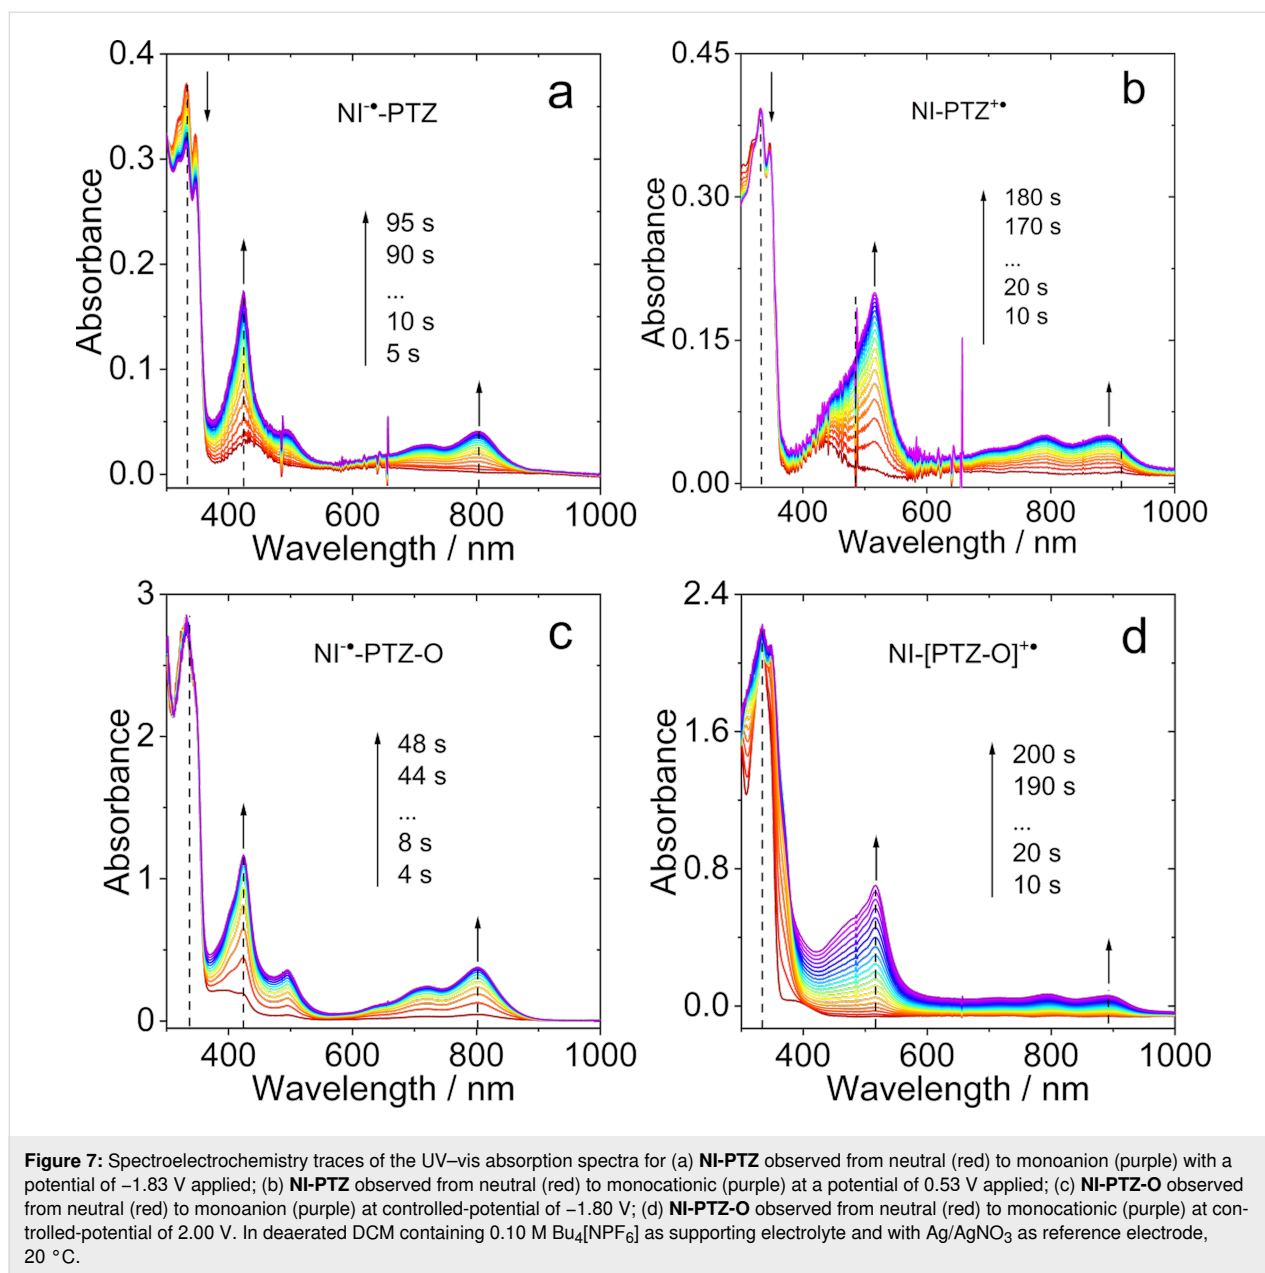 a
NI⁻•-PTZ
95 s
90 s
...
10 s
5 s
0.4
0.3
0.2
0.1
0.0
Absorbance
400 600 800 1000
Wavelength / nm
b
NI-PTZ⁺•
180 s
170 s
...
20 s
10 s
0.45
0.30
0.15
0.00
Absorbance
400 600 800 1000
Wavelength / nm
c
NI⁻•-PTZ-O
48 s
44 s
...
8 s
4 s
3
2
1
0
Absorbance
400 600 800 1000
Wavelength / nm
d
NI-[PTZ-O]⁺•
200 s
190 s
...
20 s
10 s
2.4
1.6
0.8
0.0
Absorbance
400 600 800 1000
Wavelength / nm
Figure 7: Spectroelectrochemistry traces of the UV–vis absorption spectra for (a) NI-PTZ observed from neutral (red) to monoanion (purple) with a
potential of −1.83 V applied; (b) NI-PTZ observed from neutral (red) to monocationic (purple) at a potential of 0.53 V applied; (c) NI-PTZ-O observed
from neutral (red) to monoanion (purple) at controlled-potential of −1.80 V; (d) NI-PTZ-O observed from neutral (red) to monocationic (purple) at con-
trolled-potential of 2.00 V. In deaerated DCM containing 0.10 M Bu₄[NPF₆] as supporting electrolyte and with Ag/AgNO₃ as reference electrode,
20 °C.